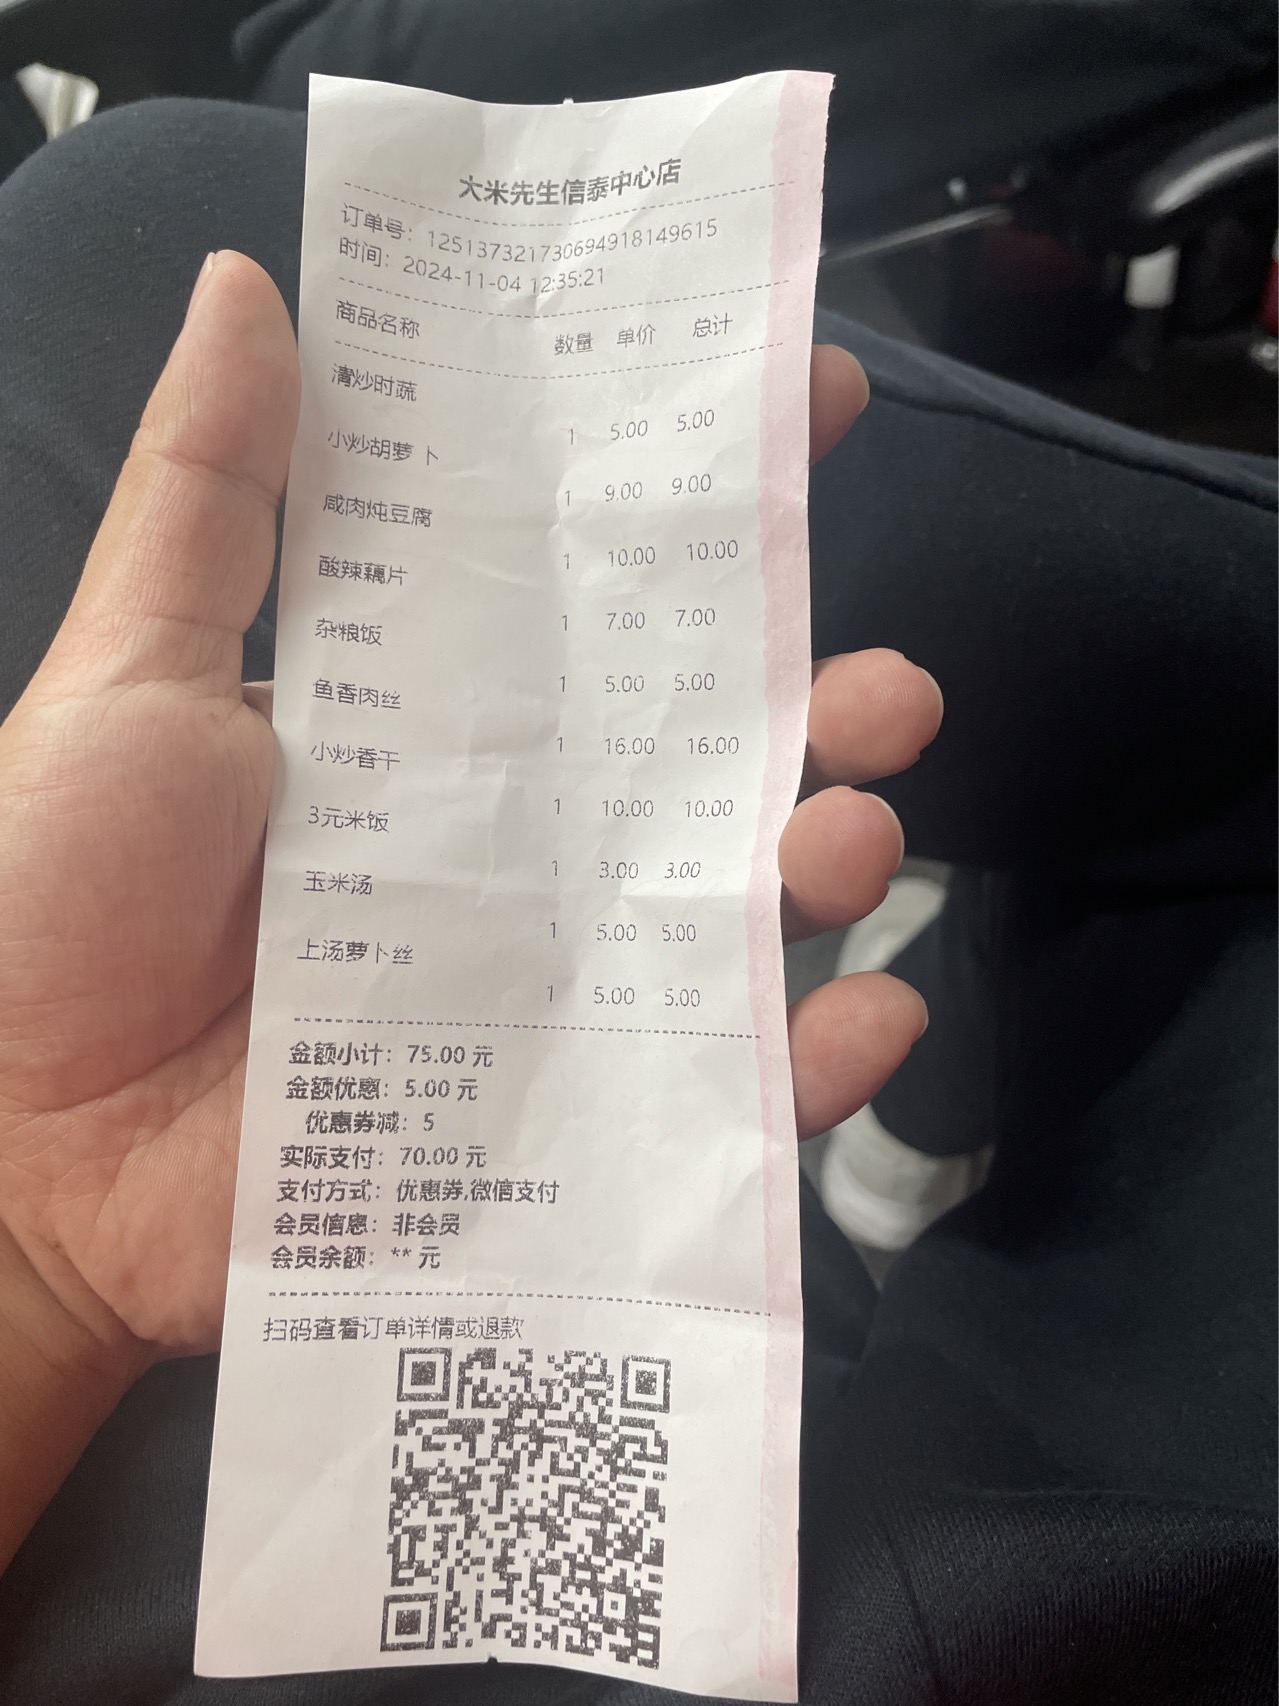 大米先生信泰中心店
订单号：125137321730694918149615
时间：2024-11-04 12:35:21
商品名称 数量 单价 总计
清炒时蔬
1 5.00 5.00
小炒胡萝卜
1 9.00 9.00
咸肉炖豆腐
1 10.00 10.00
酸辣藕片
1 7.00 7.00
杂粮饭
1 5.00 5.00
鱼香肉丝
1 16.00 16.00
小炒香干
1 10.00 10.00
3元米饭
1 3.00 3.00
玉米汤
1 5.00 5.00
上汤萝卜丝
1 5.00 5.00
金额小计：75.00 元
金额优惠：5.00 元
优惠券减：5
实际支付：70.00 元
支付方式：优惠券,微信支付
会员信息：非会员
会员余额：** 元
扫码查看订单详情或退款